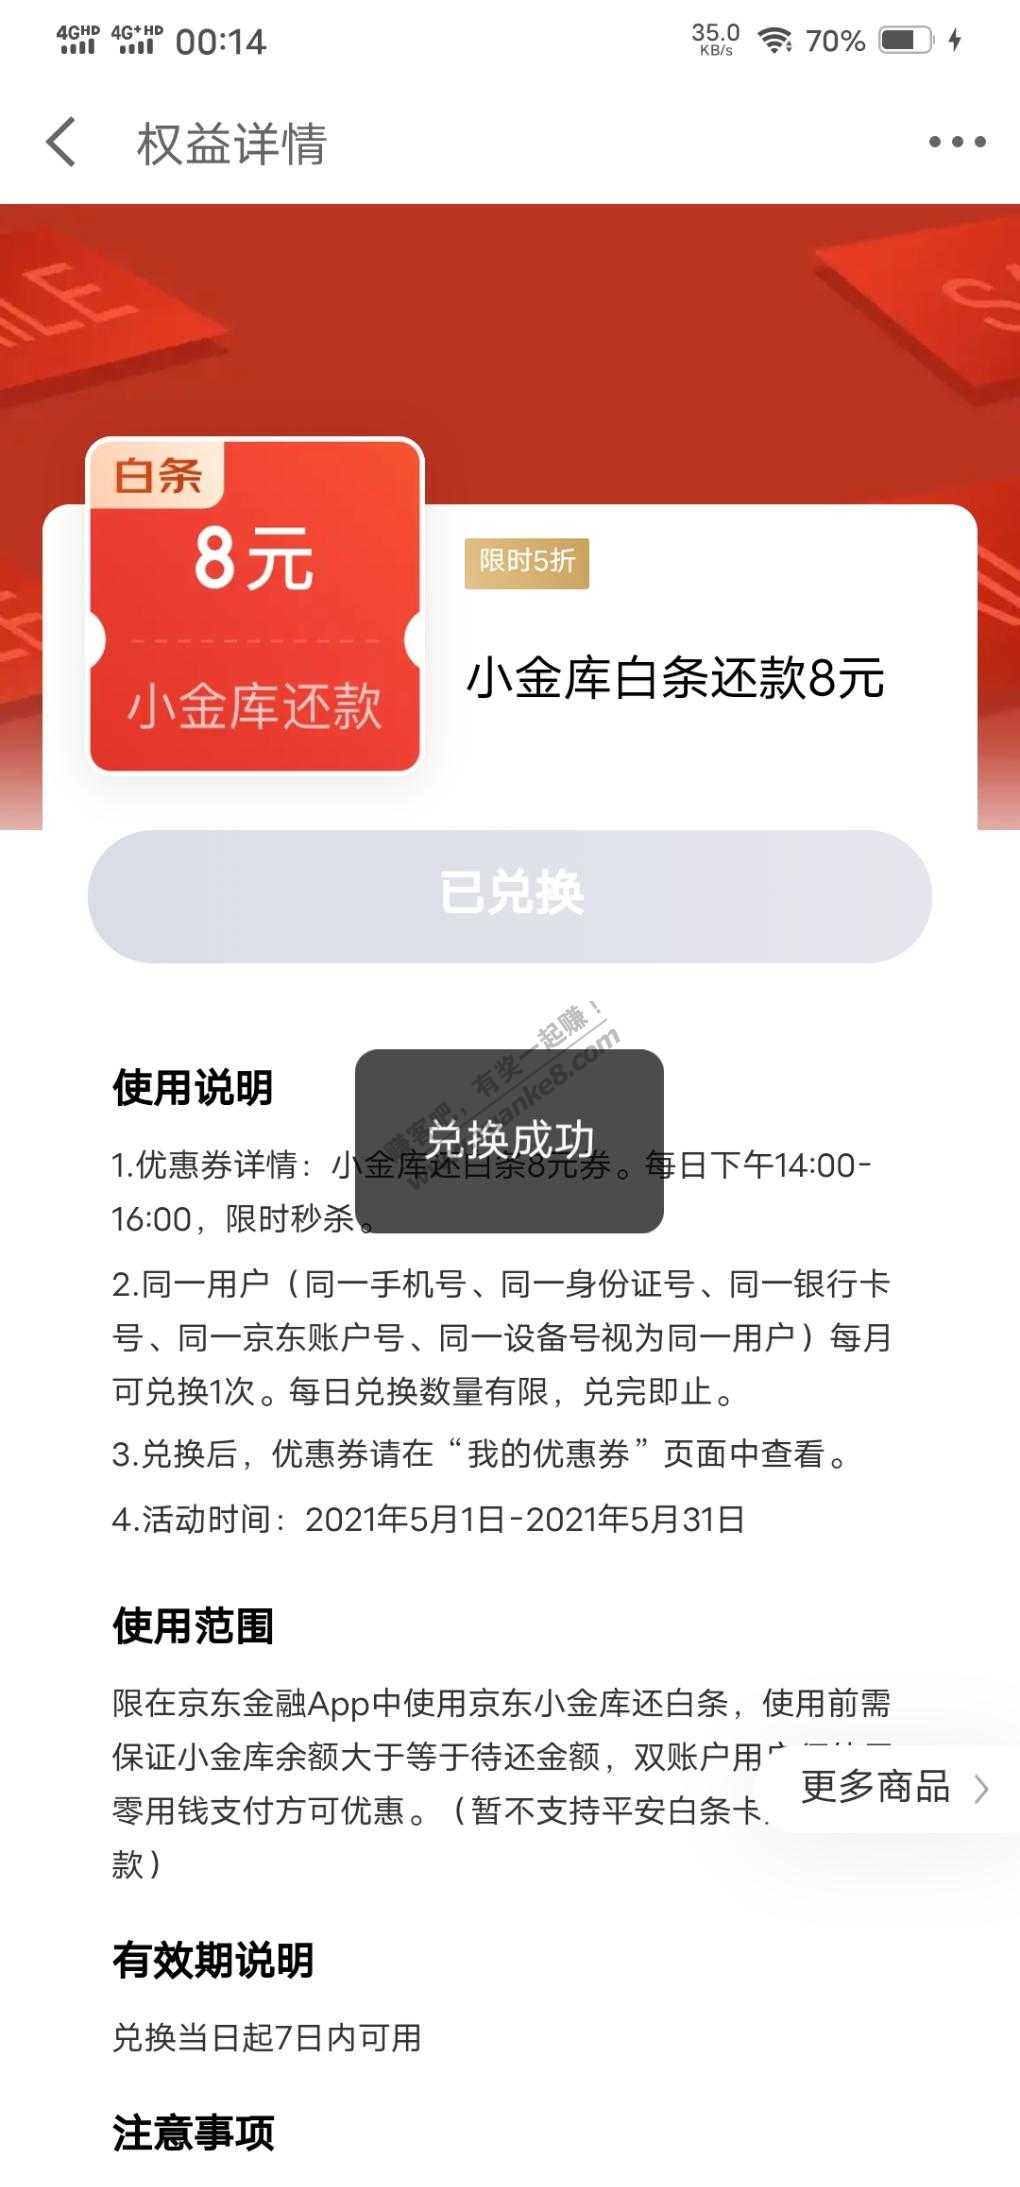 4GHD 4G+HD 00:14 35.0 KB/s 70%
权益详情
SALE
白条
8元
小金库还款
限时5折
小金库白条还款8元
已兑换
使用说明
兑换成功
1.优惠券详情：小金库还白条8元券。每日下午14:00-
16:00，限时秒杀。
2.同一用户（同一手机号、同一身份证号、同一银行卡
号、同一京东账户号、同一设备号视为同一用户）每月
可兑换1次。每日兑换数量有限，兑完即止。
3.兑换后，优惠券请在“我的优惠券”页面中查看。
4.活动时间：2021年5月1日-2021年5月31日
使用范围
限在京东金融App中使用京东小金库还白条，使用前需
保证小金库余额大于等于待还金额，双账户用
更多商品
零用钱支付方可优惠。（暂不支持平安白条卡
款）
有效期说明
兑换当日起7日内可用
注意事项
赚客吧，有奖一起赚！